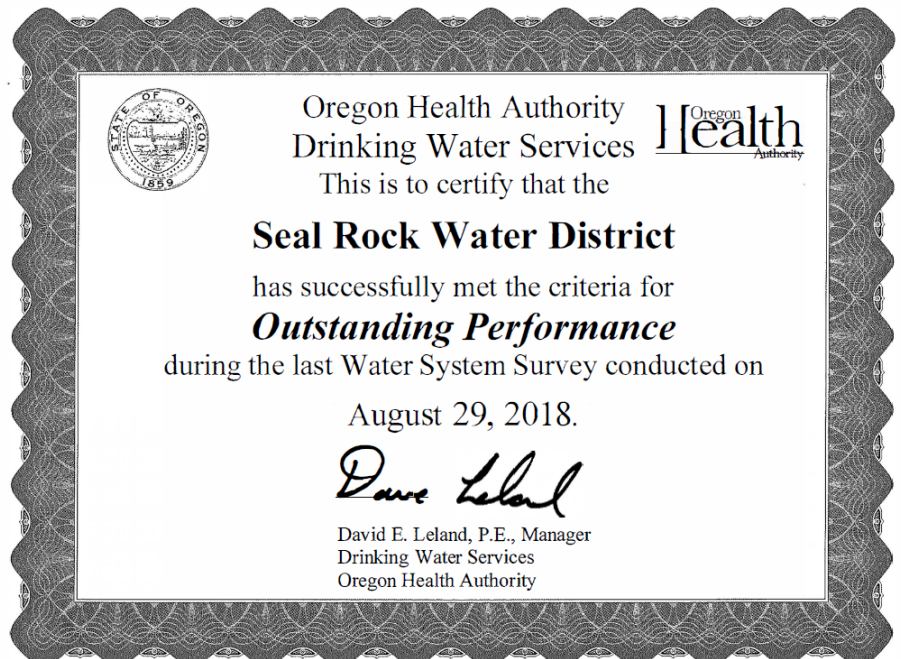 STATE OF OREGON
1859
Oregon Health Authority
Oregon
Health
Authority
Drinking Water Services
This is to certify that the
Seal Rock Water District
has successfully met the criteria for
Outstanding Performance
during the last Water System Survey conducted on
August 29, 2018.
Dave Leland
David E. Leland, P.E., Manager
Drinking Water Services
Oregon Health Authority